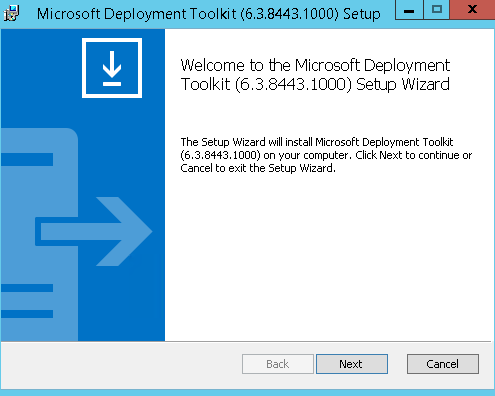 Microsoft Deployment Toolkit (6.3.8443.1000) Setup
Welcome to the Microsoft Deployment
Toolkit (6.3.8443.1000) Setup Wizard
The Setup Wizard will install Microsoft Deployment Toolkit
(6.3.8443.1000) on your computer. Click Next to continue or
Cancel to exit the Setup Wizard.
Back Next Cancel